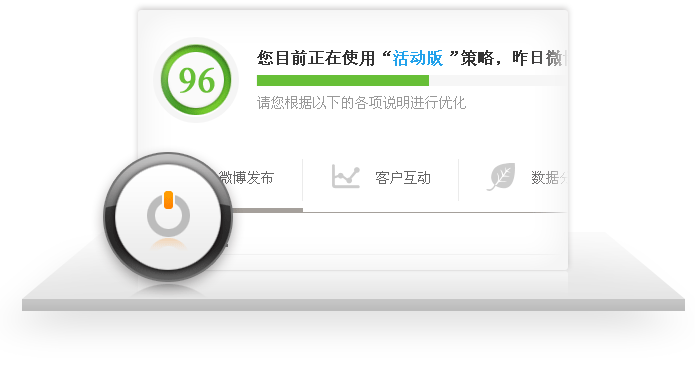 96
您目前正在使用“活动版 ”策略，昨日微
请您根据以下的各项说明进行优化
微博发布
客户互动
数据